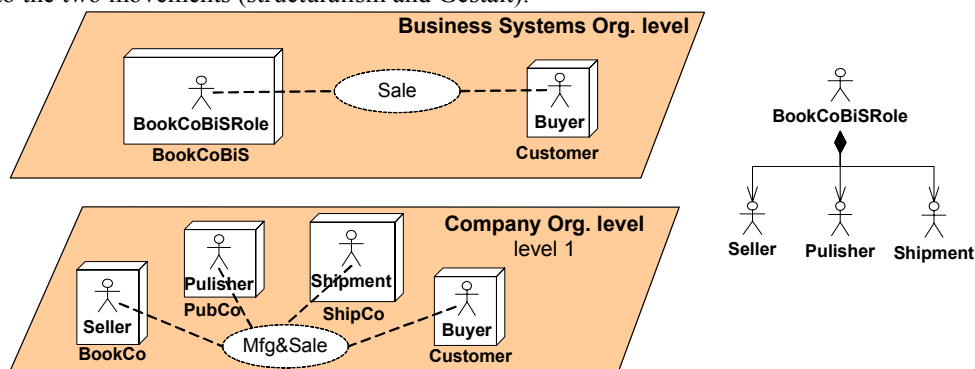 to the two movements (structuralism and Gestalt).
Business Systems Org. level
Sale
BookCoBiSRole
BookCoBiS
Buyer
Customer
BookCoBiSRole
Seller
Pulisher
Shipment
Company Org. level
level 1
Pulisher
PubCo
Shipment
ShipCo
Seller
BookCo
Mfg&Sale
Buyer
Customer